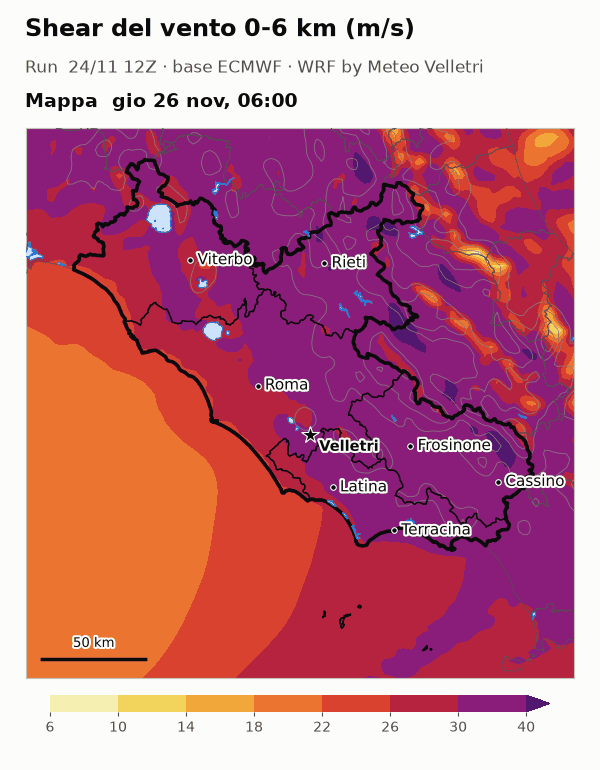 Shear del vento 0-6 km (m/s)
Run  24/11 12Z · base ECMWF · WRF by Meteo Velletri
Mappa  gio 26 nov, 06:00
Viterbo
Rieti
Roma
Velletri
Frosinone
Latina
Cassino
Terracina
50 km
6 10 14 18 22 26 30 40